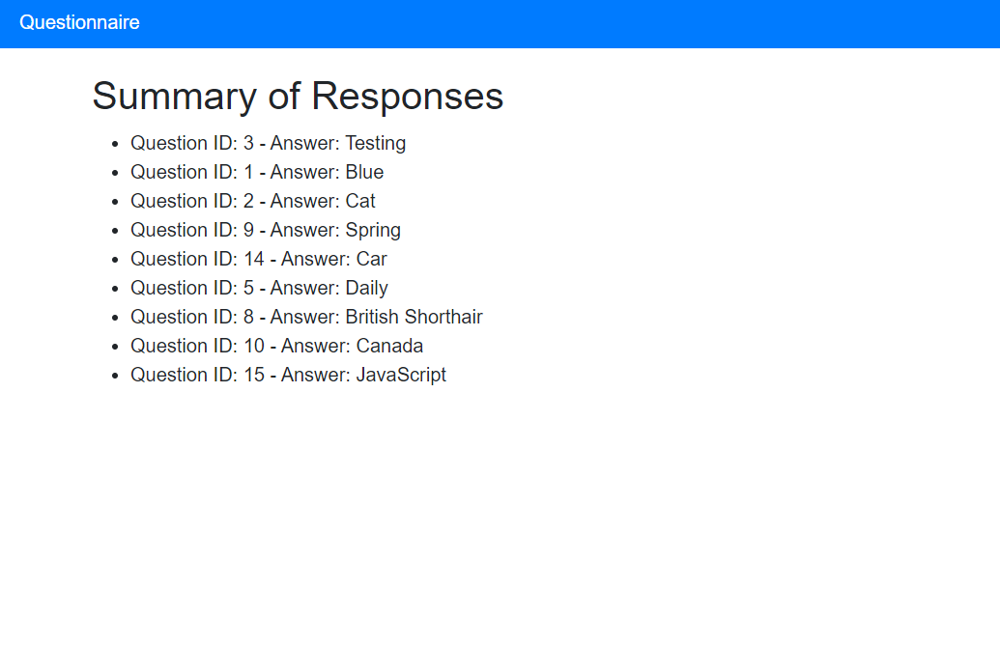 Questionnaire
Summary of Responses
Question ID: 3 - Answer: Testing
Question ID: 1 - Answer: Blue
Question ID: 2 - Answer: Cat
Question ID: 9 - Answer: Spring
Question ID: 14 - Answer: Car
Question ID: 5 - Answer: Daily
Question ID: 8 - Answer: British Shorthair
Question ID: 10 - Answer: Canada
Question ID: 15 - Answer: JavaScript